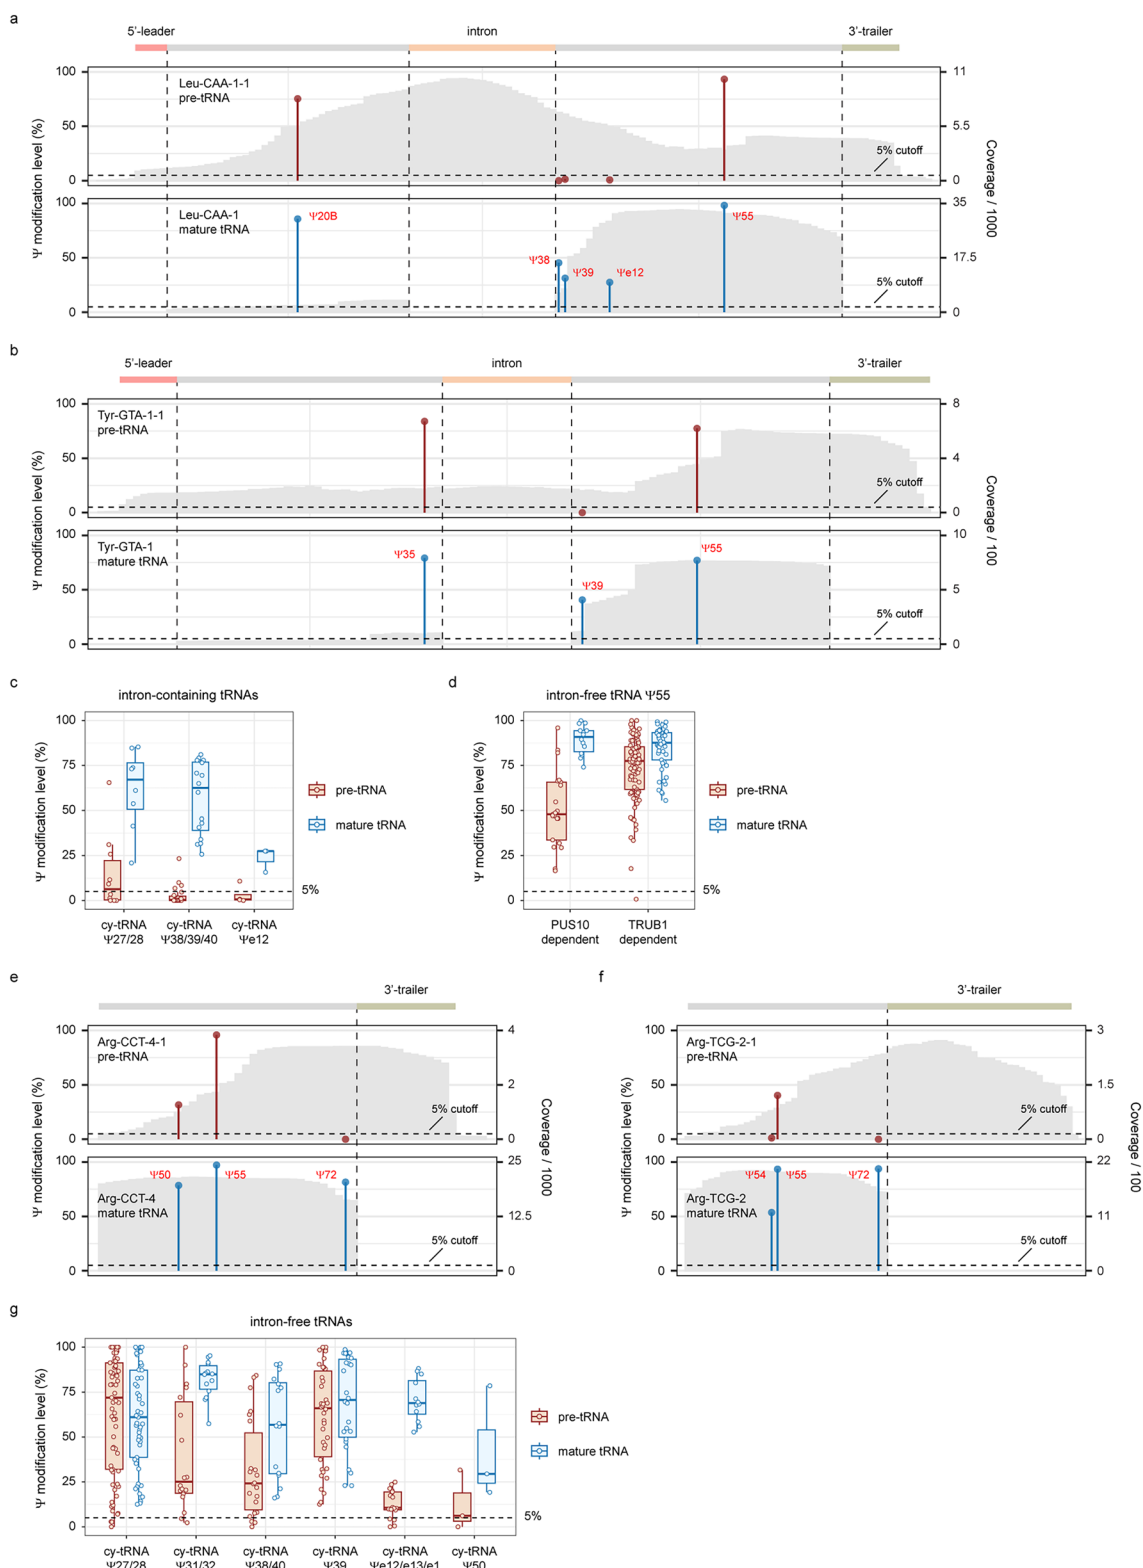 a
5'-leader
intron
3'-trailer
100
50
0
Leu-CAA-1-1
pre-tRNA
5% cutoff
11
5.5
0
100
50
0
Leu-CAA-1
mature tRNA
Ψ20B
Ψ38
Ψ39
Ψe12
Ψ55
5% cutoff
35
17.5
0
Ψ modification level (%)
Coverage / 1000
b
5'-leader
intron
3'-trailer
100
50
0
Tyr-GTA-1-1
pre-tRNA
5% cutoff
8
4
0
100
50
0
Tyr-GTA-1
mature tRNA
Ψ35
Ψ39
Ψ55
5% cutoff
10
5
0
Ψ modification level (%)
Coverage / 100
c
intron-containing tRNAs
Ψ modification level (%)
100
75
50
25
0
5%
pre-tRNA
mature tRNA
cy-tRNA
Ψ27/28
cy-tRNA
Ψ38/39/40
cy-tRNA
Ψe12
d
intron-free tRNA Ψ55
Ψ modification level (%)
100
75
50
25
0
5%
pre-tRNA
mature tRNA
PUS10
dependent
TRUB1
dependent
e
3'-trailer
100
50
0
Arg-CCT-4-1
pre-tRNA
5% cutoff
4
2
0
100
50
0
Ψ50
Ψ55
Ψ72
Arg-CCT-4
mature tRNA
5% cutoff
25
12.5
0
Ψ modification level (%)
Coverage / 1000
f
3'-trailer
100
50
0
Arg-TCG-2-1
pre-tRNA
5% cutoff
3
1.5
0
100
50
0
Ψ54
Ψ55
Ψ72
Arg-TCG-2
mature tRNA
5% cutoff
22
11
0
Ψ modification level (%)
Coverage / 100
g
intron-free tRNAs
Ψ modification level (%)
100
75
50
25
0
5%
pre-tRNA
mature tRNA
cy-tRNA
Ψ27/28
cy-tRNA
Ψ31/32
cy-tRNA
Ψ38/40
cy-tRNA
Ψ39
cy-tRNA
Ψe12/e13/e1
cy-tRNA
Ψ50